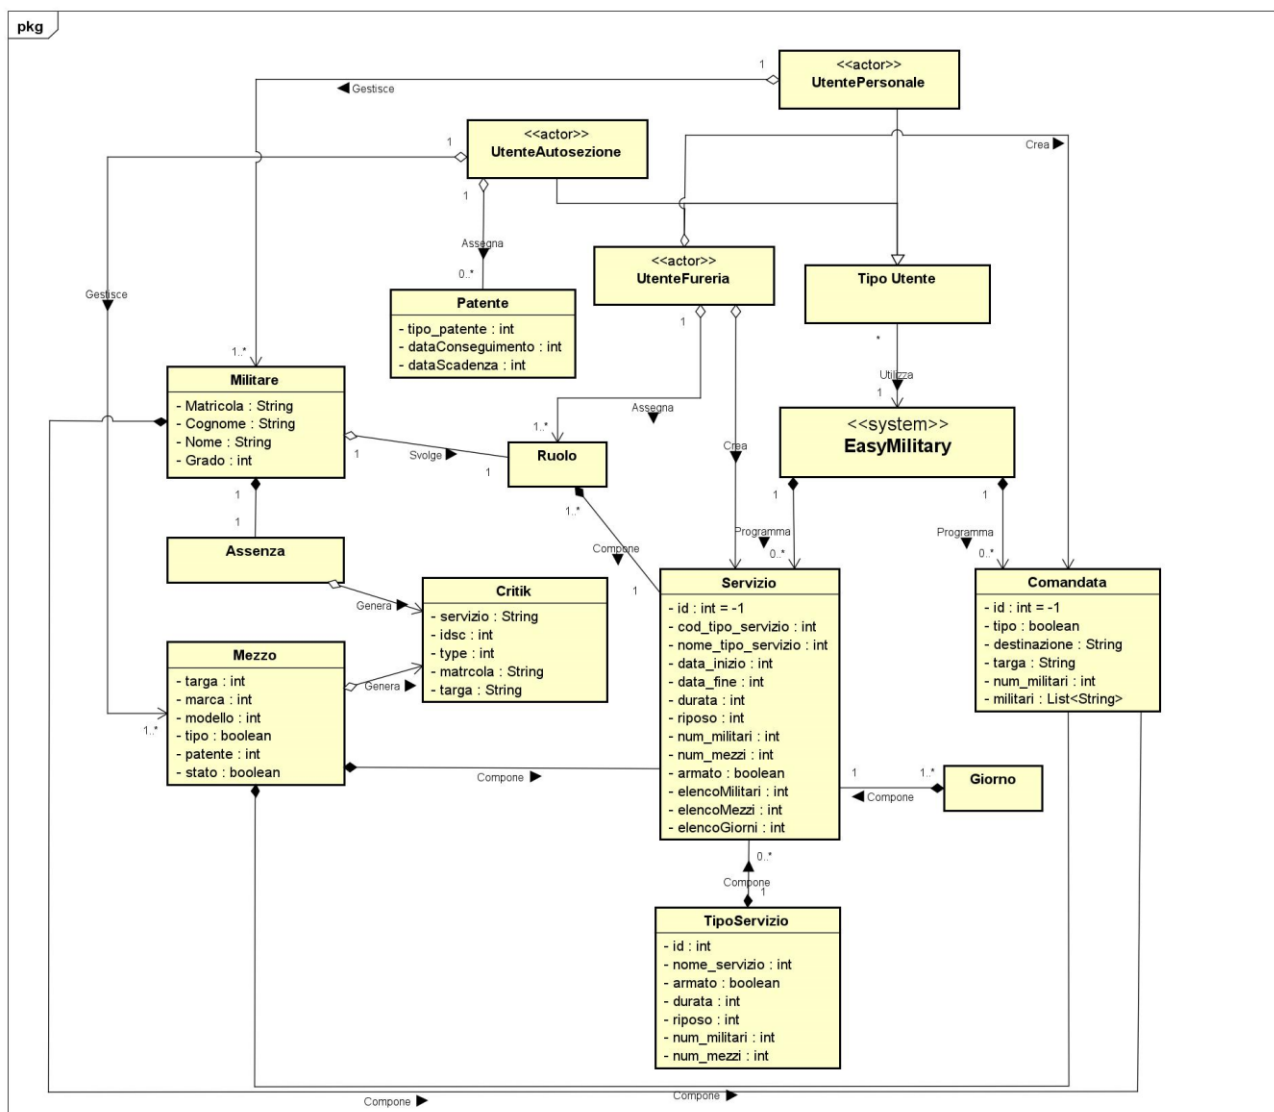 pkg
<<actor>>
UtentePersonale
1
Gestisce
<<actor>>
UtenteAutosezione
1
1
Crea
Assegna
0..*
<<actor>>
UtenteFureria
1
Tipo Utente
*
Utilizza
1
Gestisce
Patente
- tipo_patente : int
- dataConseguimento : int
- dataScadenza : int
1..*
Militare
- Matricola : String
- Cognome : String
- Nome : String
- Grado : int
1
Svolge
1
Assegna
1..*
Ruolo
1..*
Crea
<<system>>
EasyMilitary
1
1
Programma
0..*
Programma
0..*
1
1
Assenza
Compone
1
Genera
Critik
- servizio : String
- idsc : int
- type : int
- matrcola : String
- targa : String
Genera
Servizio
- id : int = -1
- cod_tipo_servizio : int
- nome_tipo_servizio : int
- data_inizio : int
- data_fine : int
- durata : int
- riposo : int
- num_militari : int
- num_mezzi : int
- armato : boolean
- elencoMilitari : int
- elencoMezzi : int
- elencoGiorni : int
Comandata
- id : int = -1
- tipo : boolean
- destinazione : String
- targa : String
- num_militari : int
- militari : List<String>
1..*
Mezzo
- targa : int
- marca : int
- modello : int
- tipo : boolean
- patente : int
- stato : boolean
Compone
1
1..*
Compone
Giorno
0..*
Compone
1
TipoServizio
- id : int
- nome_servizio : int
- armato : boolean
- durata : int
- riposo : int
- num_militari : int
- num_mezzi : int
Compone
Compone